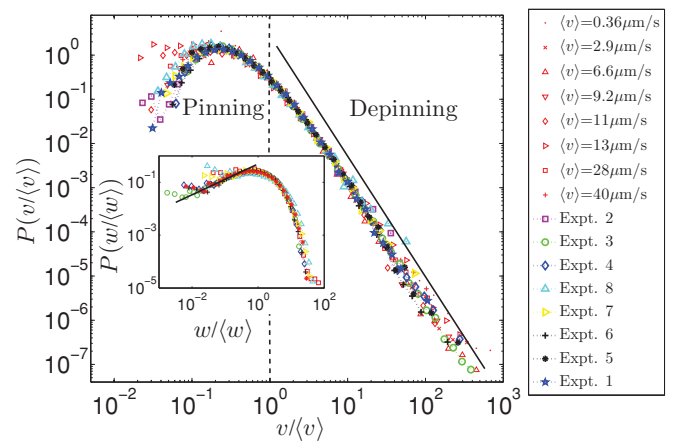 10^0
10^-1
10^-2
10^-3
10^-4
10^-5
10^-6
10^-7
P(v/⟨v⟩)
Pinning
Depinning
10^-1
10^-5
P(w/⟨w⟩)
10^-2 10^0 10^2
w/⟨w⟩
10^-2 10^-1 10^0 10^1 10^2 10^3
v/⟨v⟩
⟨v⟩=0.36μm/s
⟨v⟩=2.9μm/s
⟨v⟩=6.6μm/s
⟨v⟩=9.2μm/s
⟨v⟩=11μm/s
⟨v⟩=13μm/s
⟨v⟩=28μm/s
⟨v⟩=40μm/s
Expt. 2
Expt. 3
Expt. 4
Expt. 8
Expt. 7
Expt. 6
Expt. 5
Expt. 1